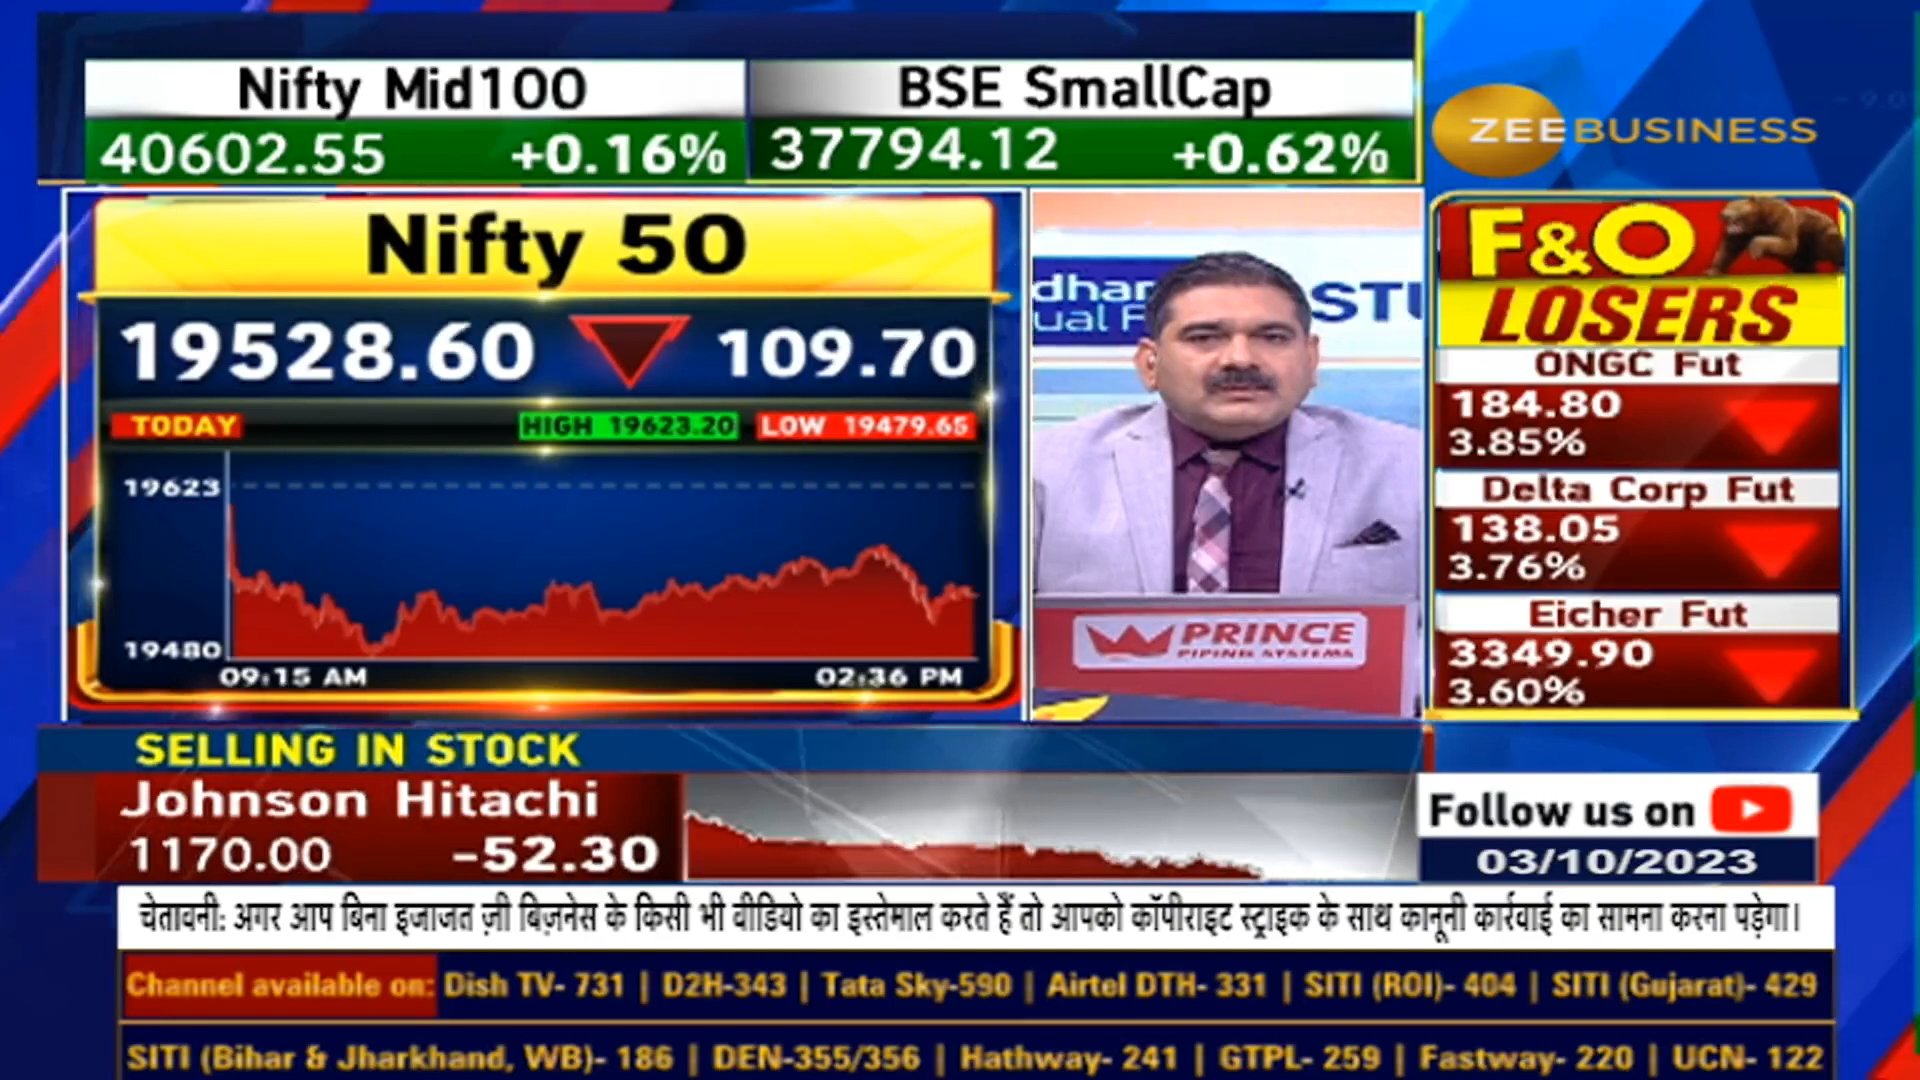 Nifty Mid100
40602.55 +0.16%
BSE SmallCap
37794.12 +0.62%
ZEEBUSINESS
Nifty 50
19528.60 109.70
TODAY HIGH 19623.20 LOW 19479.65
19623
19480
09:15 AM 02:36 PM
dhan
ual F
STU
PRINCE
PIPING SYSTEMS
F&O
LOSERS
ONGC Fut
184.80
3.85%
Delta Corp Fut
138.05
3.76%
Eicher Fut
3349.90
3.60%
SELLING IN STOCK
Johnson Hitachi
1170.00 -52.30
Follow us on
03/10/2023
चेतावनी: अगर आप बिना इजाजत ज़ी बिज़नेस के किसी भी वीडियो का इस्तेमाल करते हैं तो आपको कॉपीराइट स्ट्राइक के साथ कानूनी कार्रवाई का सामना करना पड़ेगा।
Channel available on: Dish TV- 731 | D2H-343 | Tata Sky-590 | Airtel DTH- 331 | SITI (ROI)- 404 | SITI (Gujarat)- 429
SITI (Bihar & Jharkhand, WB)- 186 | DEN-355/356 | Hathway- 241 | GTPL- 259 | Fastway- 220 | UCN- 122